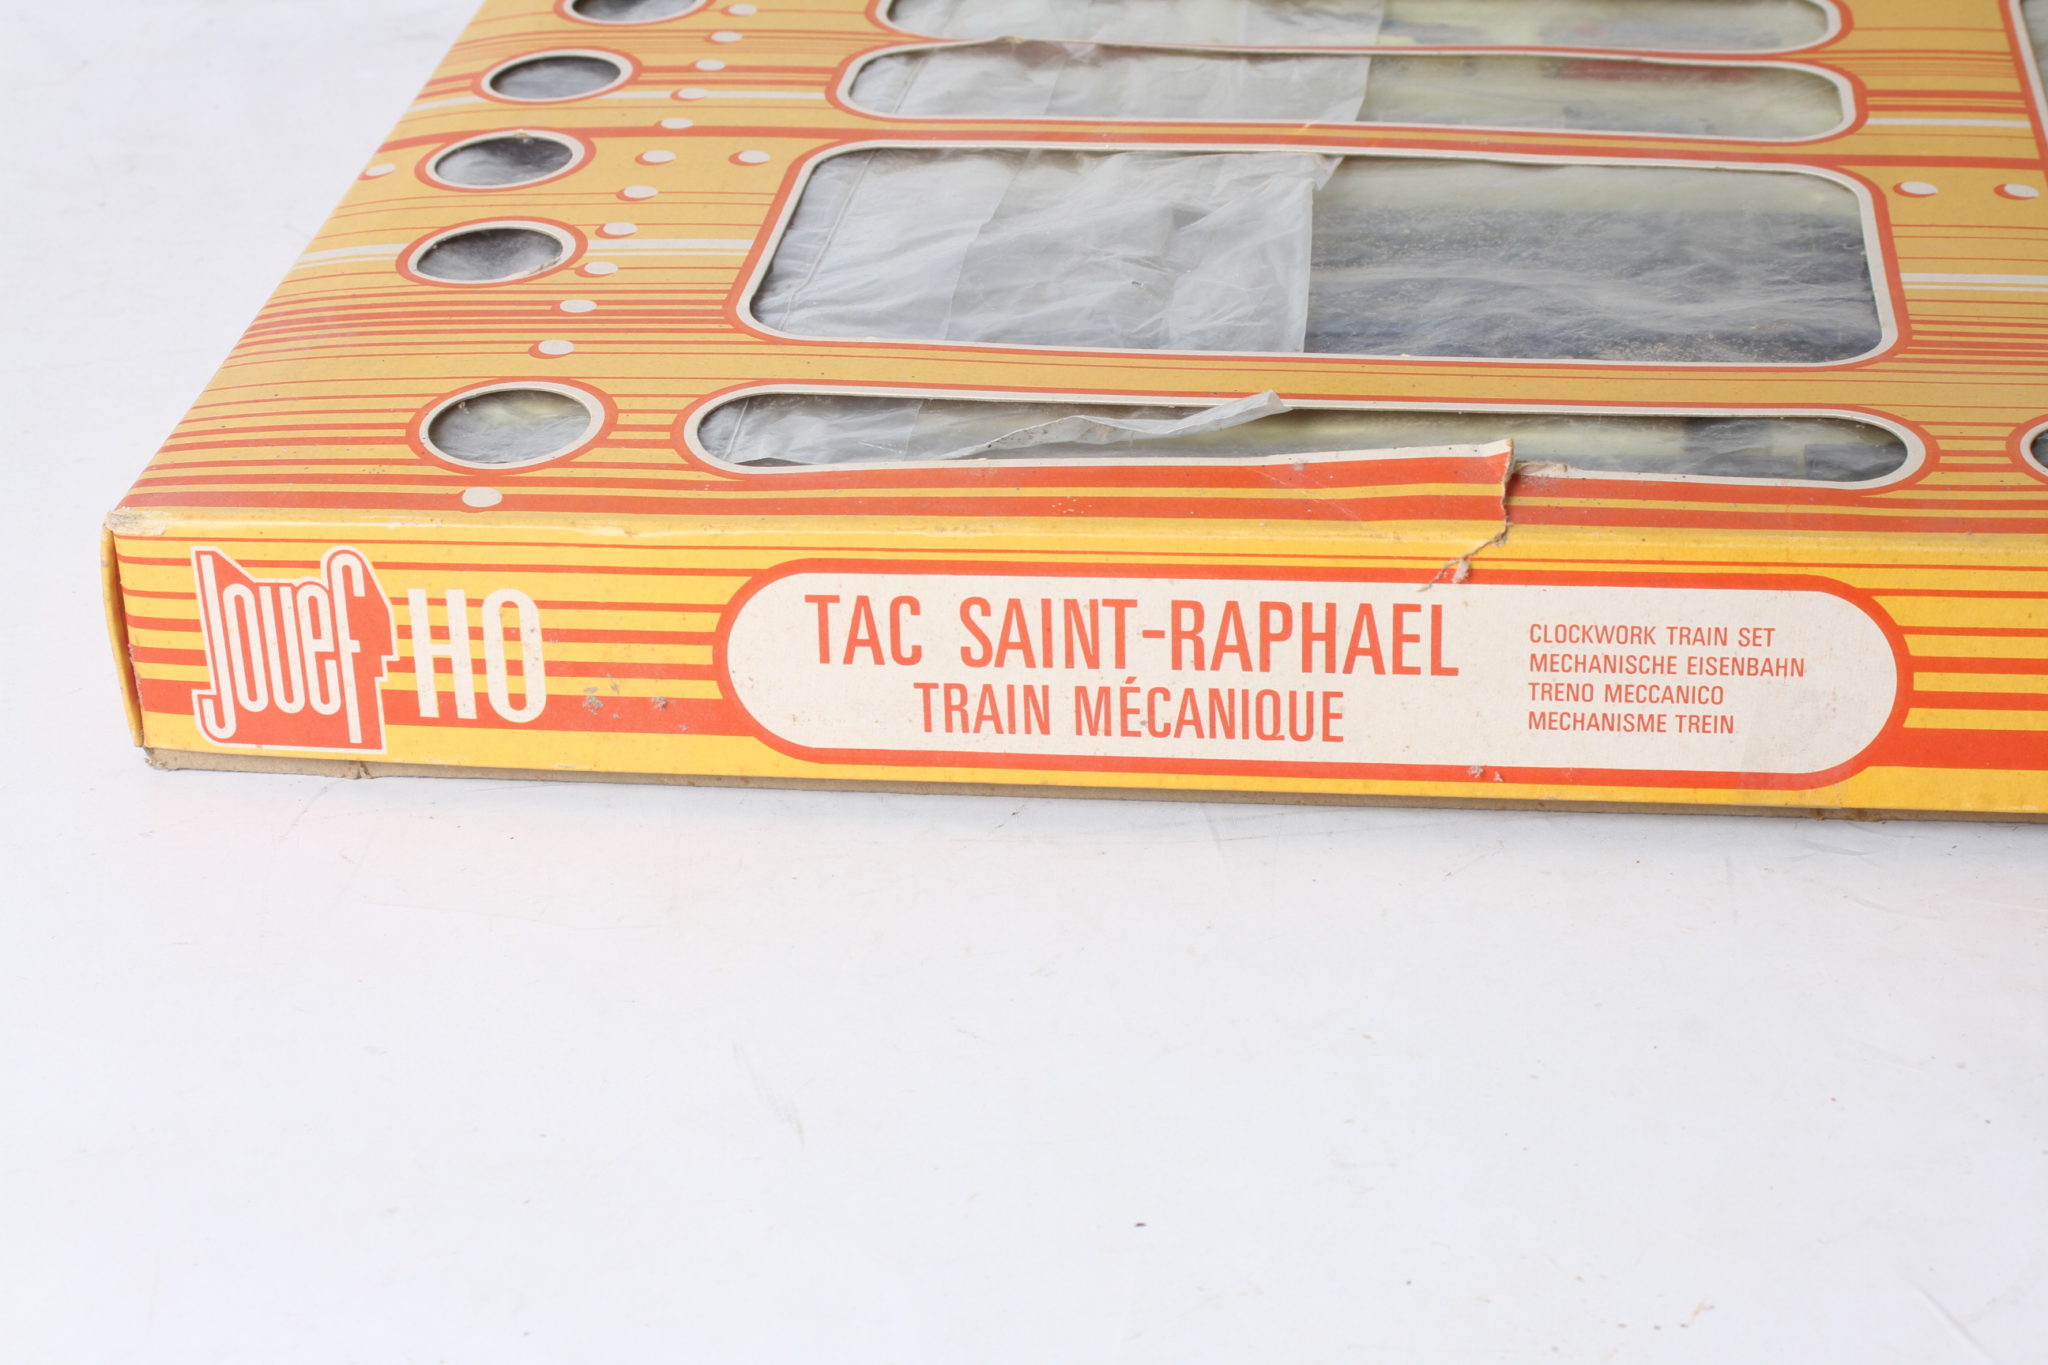 Jouef HO
TAC SAINT-RAPHAEL
TRAIN MÉCANIQUE
CLOCKWORK TRAIN SET
MECHANISCHE EISENBAHN
TRENO MECCANICO
MECHANISME TREIN